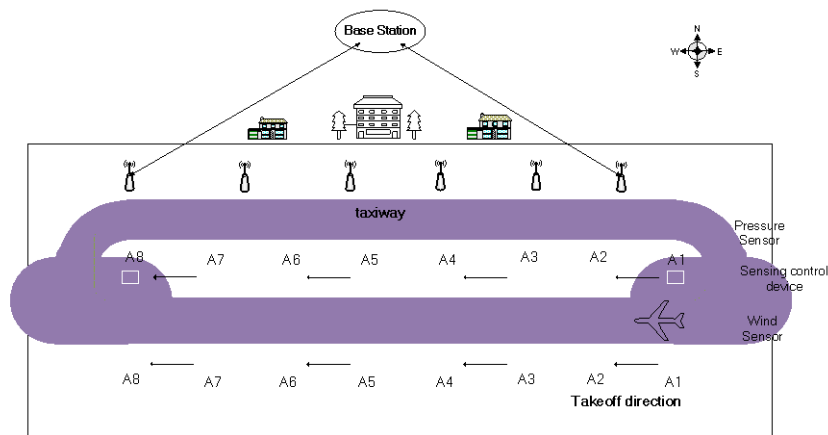 Base Station
N
W E
S
taxiway
Pressure
Sensor
A8 A7 A6 A5 A4 A3 A2 A1
Sensing control
device
Wind
Sensor
A8 A7 A6 A5 A4 A3 A2 A1
Takeoff direction